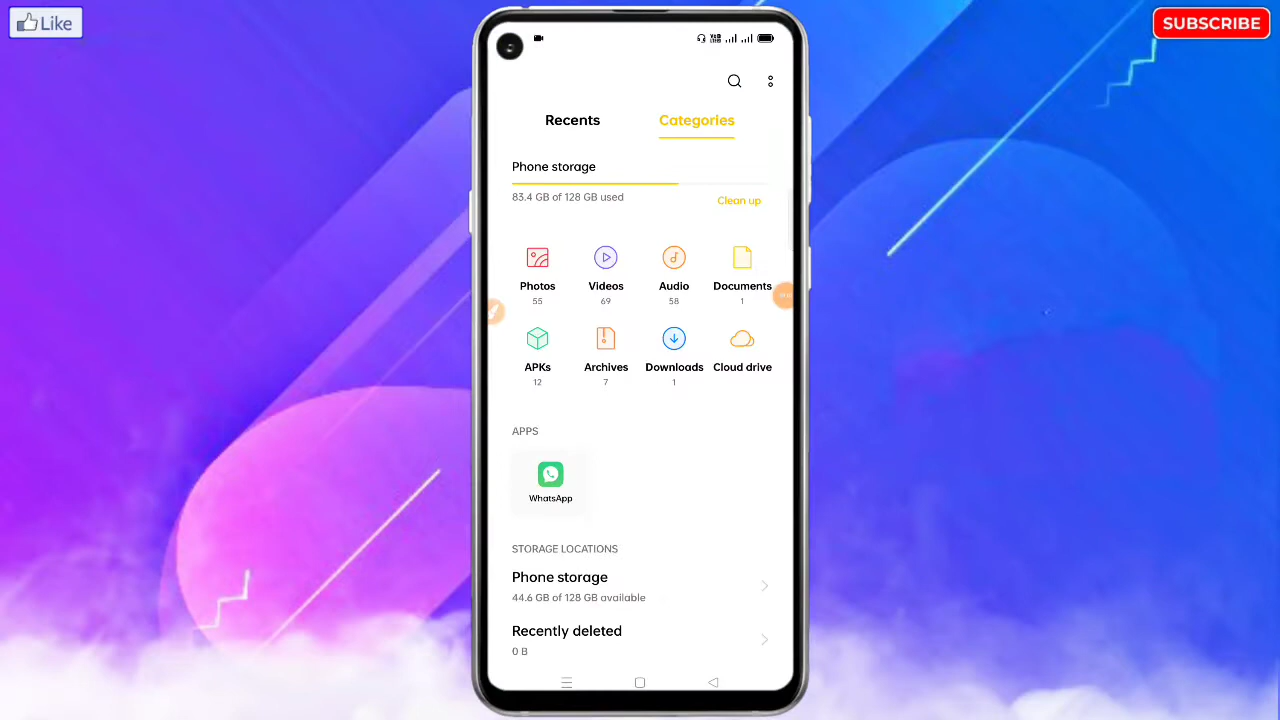 Like
SUBSCRIBE
Recents
Categories
Phone storage
83.4 GB of 128 GB used
Clean up
Photos
55
Videos
69
Audio
58
Documents
1
APKs
12
Archives
7
Downloads
1
Cloud drive
APPS
WhatsApp
STORAGE LOCATIONS
Phone storage
44.6 GB of 128 GB available
Recently deleted
0 B